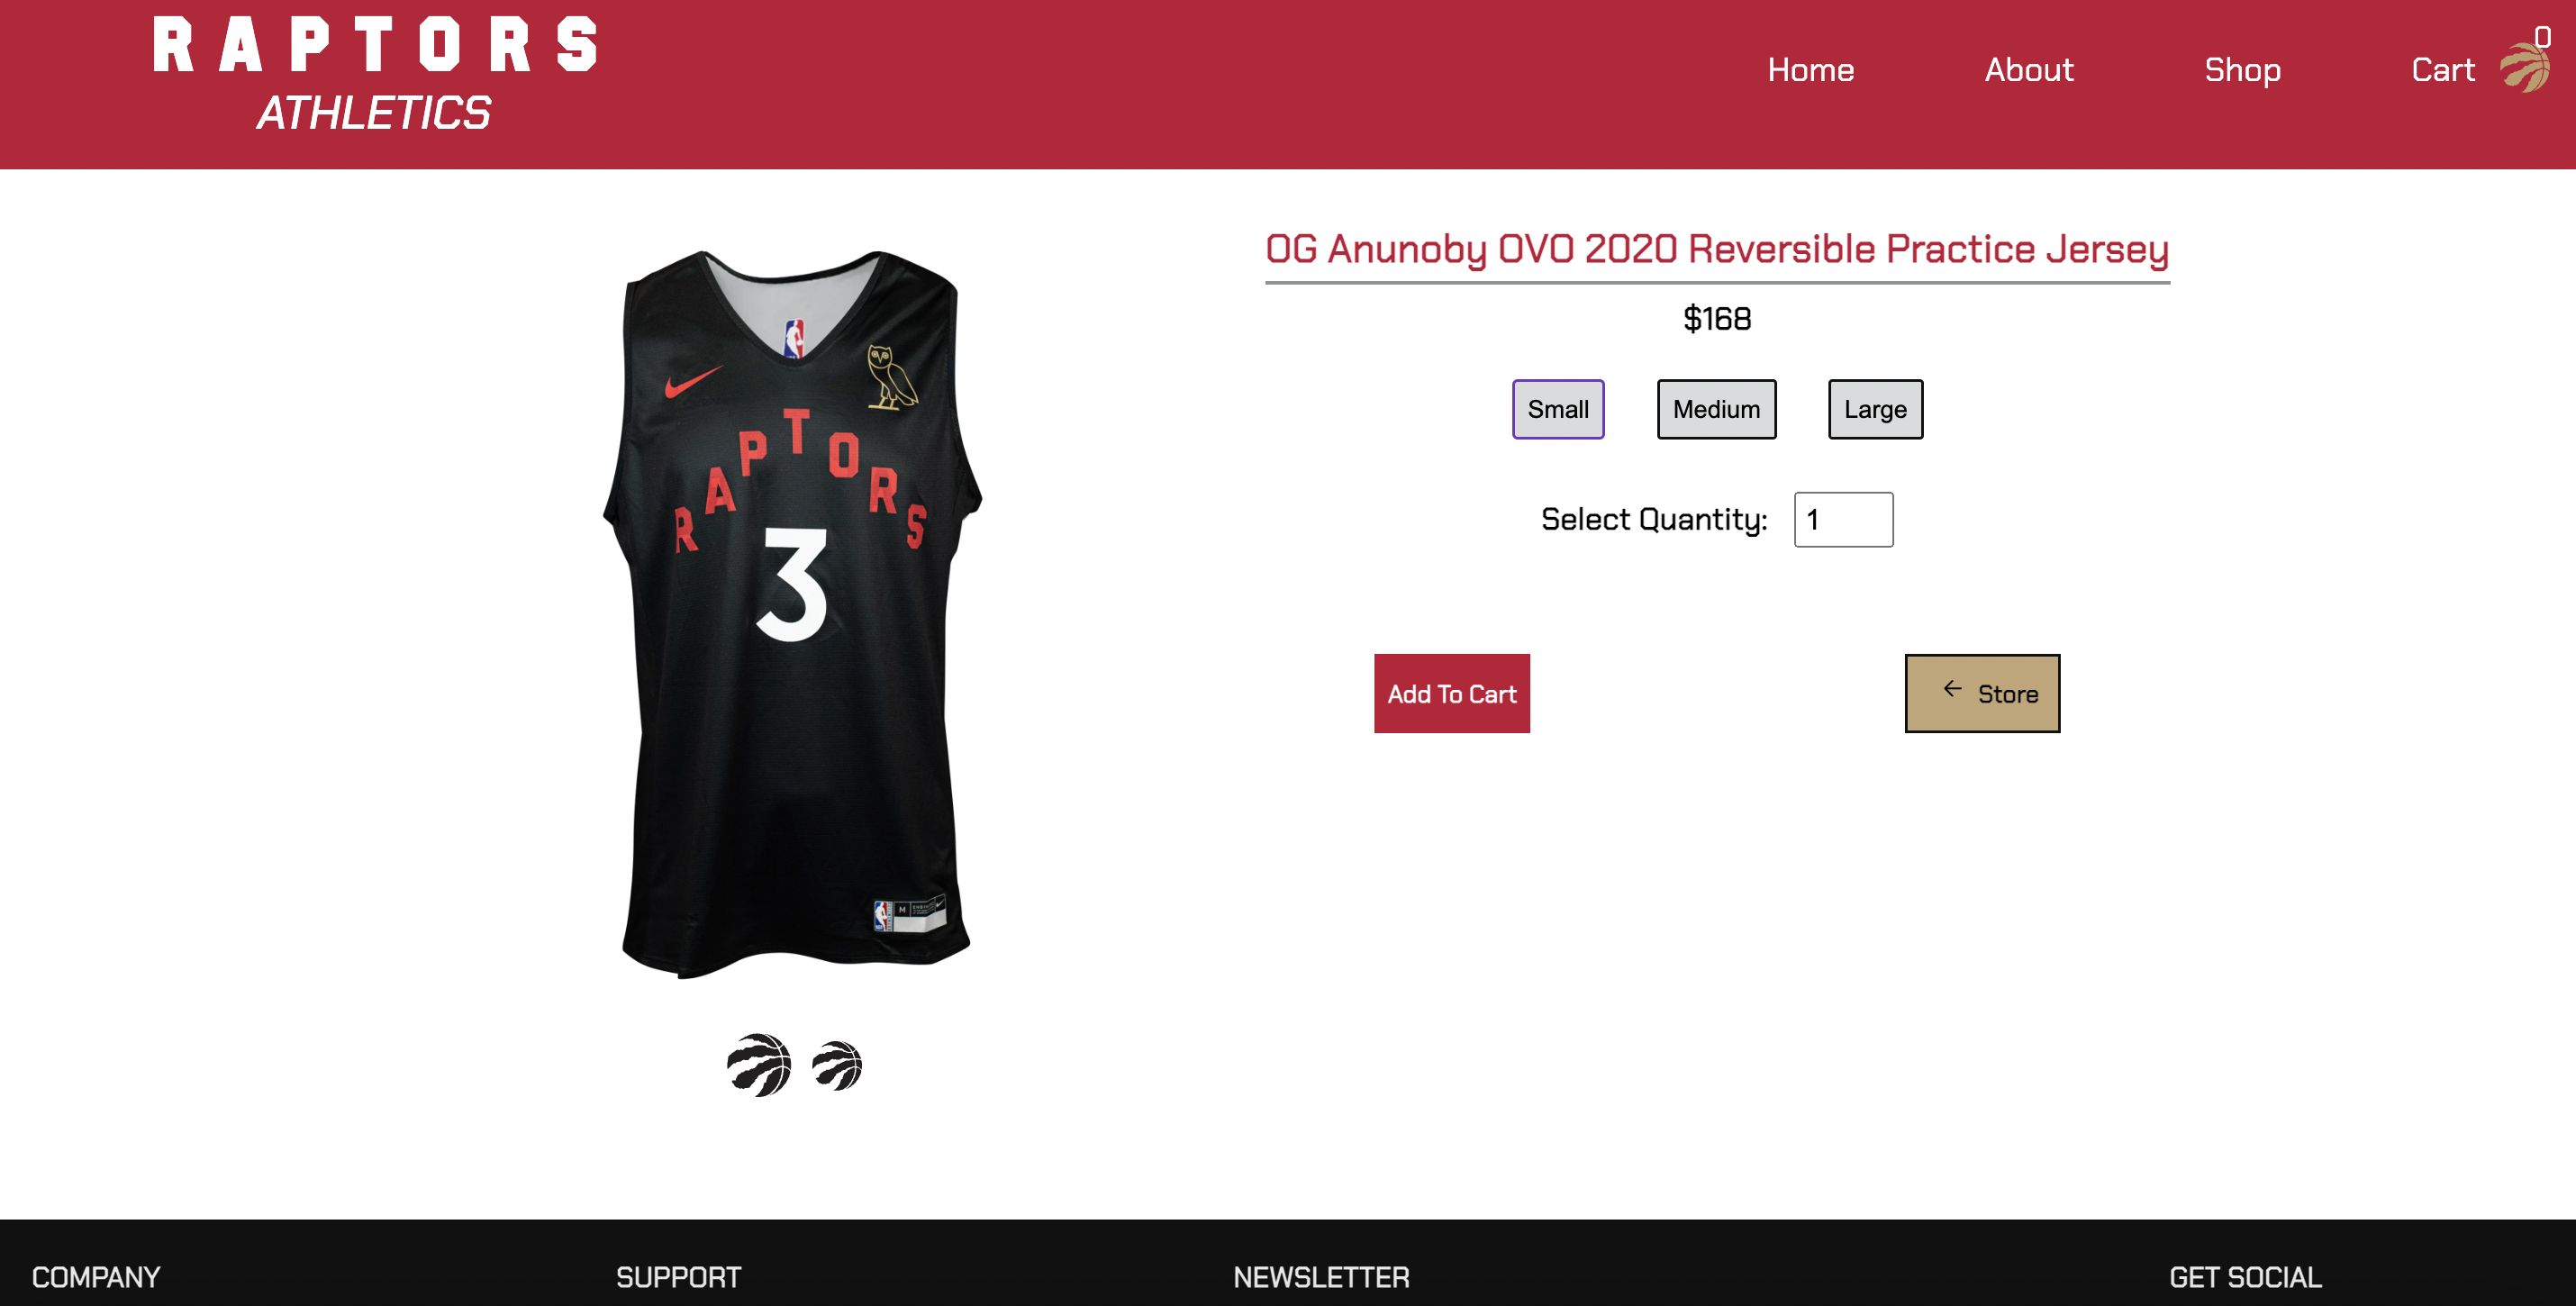 RAPTORS
ATHLETICS
Home About Shop Cart 0
OG Anunoby OVO 2020 Reversible Practice Jersey
$168
Small Medium Large
Select Quantity: 1
Add To Cart
← Store
RAPTORS
3
M
COMPANY SUPPORT NEWSLETTER GET SOCIAL